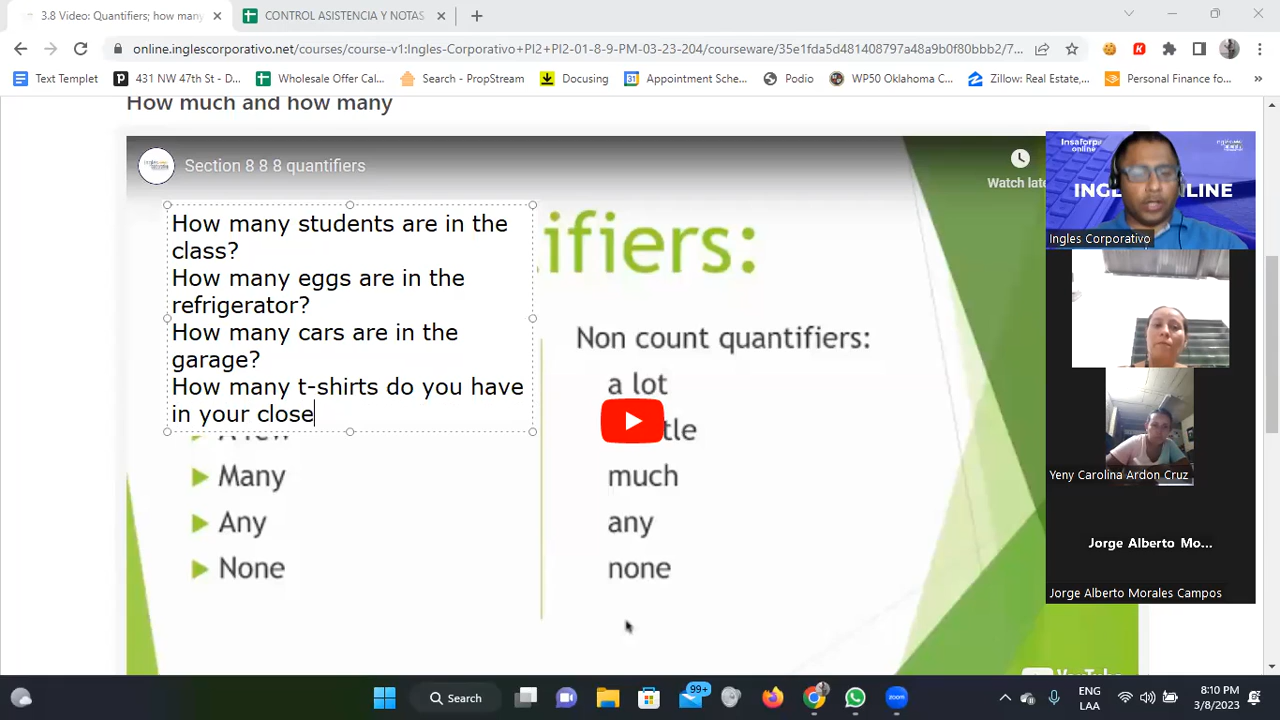 3.8 Video: Quantifiers; how many
CONTROL ASISTENCIA Y NOTAS
online.inglescorporativo.net/courses/course-v1:Ingles-Corporativo+PI2+PI2-01-8-9-PM-03-23-204/courseware/35e1fda5d481408797a48a9b0f80bbb2/7...
Text Templet
431 NW 47th St - D...
Wholesale Offer Cal...
Search - PropStream
Docusing
Appointment Sche...
Podio
WP50 Oklahoma C...
Zillow: Real Estate,...
Personal Finance fo...
How much and how many
Section 8 8 8 quantifiers
Watch late
How many students are in the
class?
How many eggs are in the
refrigerator?
How many cars are in the
garage?
How many t-shirts do you have
in your close
ifiers:
Non count quantifiers:
a lot
tle
much
any
none
A few
Many
Any
None
YouTube
Insaforp
online
Ingles Corporativo
Yeny Carolina Ardon Cruz
Jorge Alberto Mo...
Jorge Alberto Morales Campos
Search
99+
zoom
ENG
LAA
8:10 PM
3/8/2023